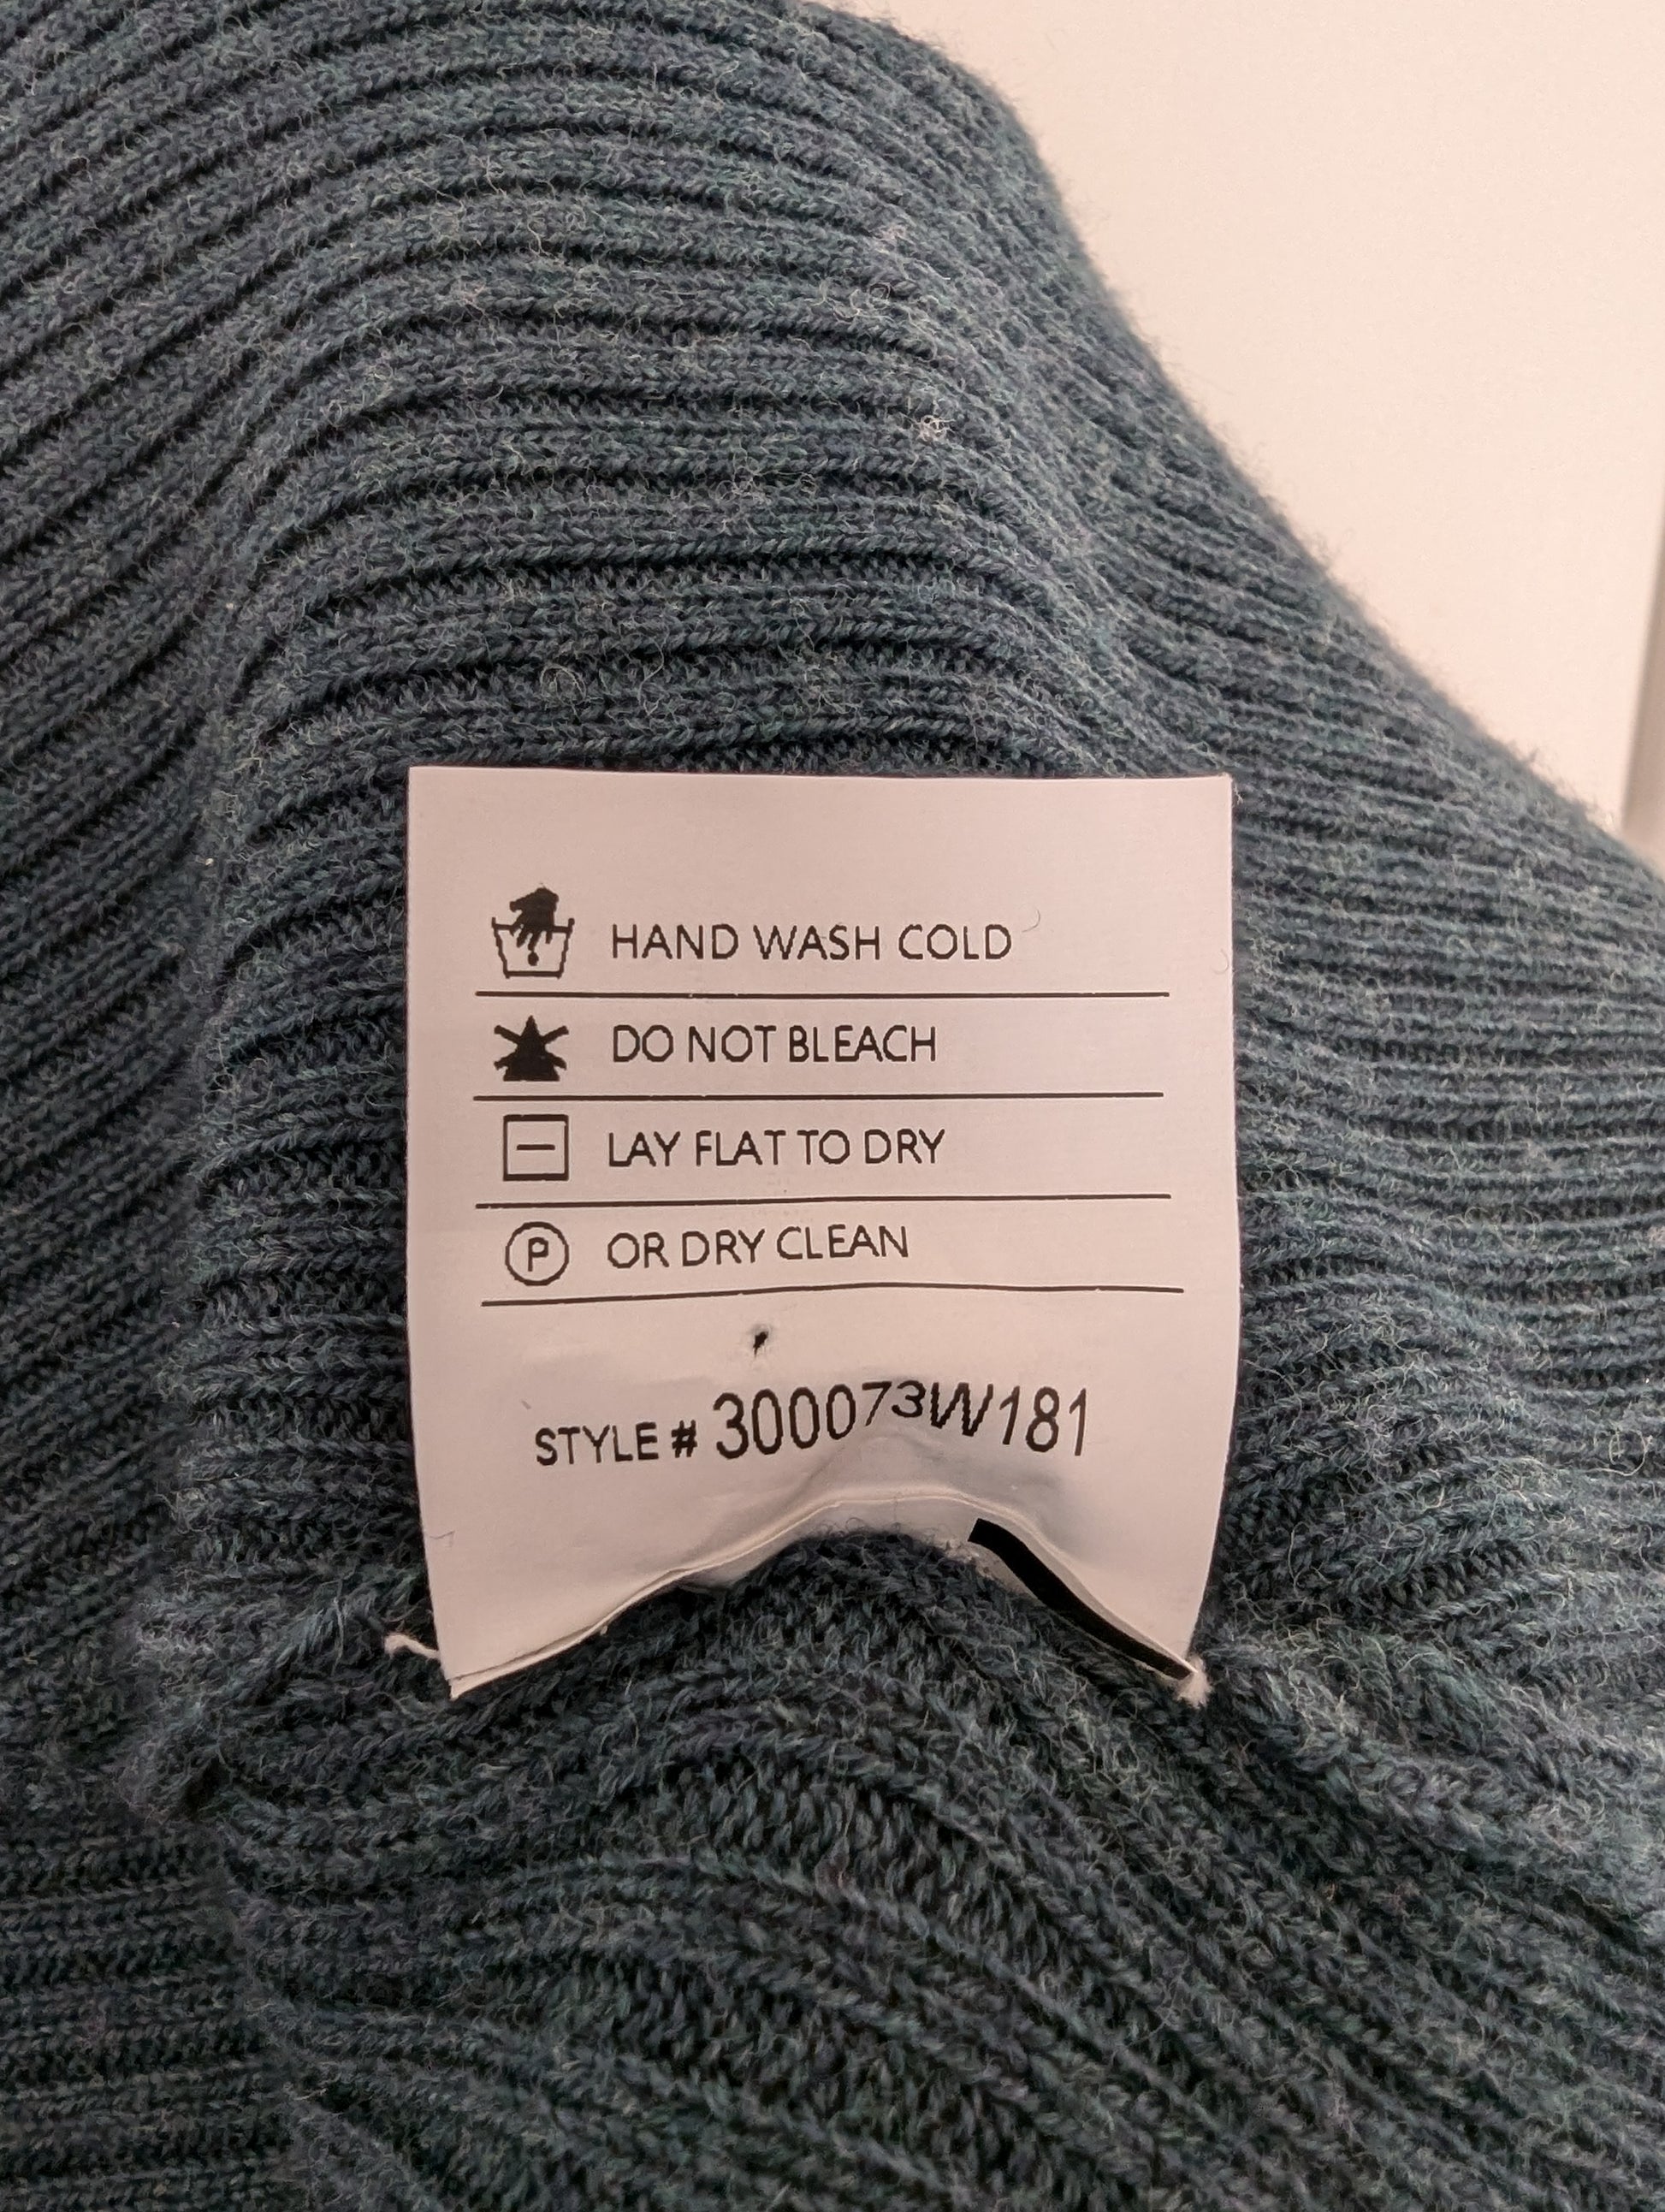 HAND WASH COLD
DO NOT BLEACH
LAY FLAT TO DRY
P OR DRY CLEAN
STYLE # 300073W181